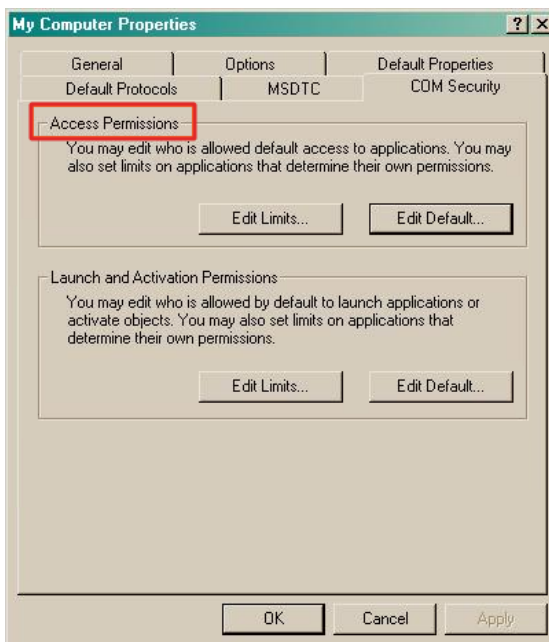 My Computer Properties
General Options Default Properties
Default Protocols MSDTC COM Security
Access Permissions
You may edit who is allowed default access to applications. You may
also set limits on applications that determine their own permissions.
Edit Limits... Edit Default...
Launch and Activation Permissions
You may edit who is allowed by default to launch applications or
activate objects. You may also set limits on applications that
determine their own permissions.
Edit Limits... Edit Default...
OK Cancel Apply